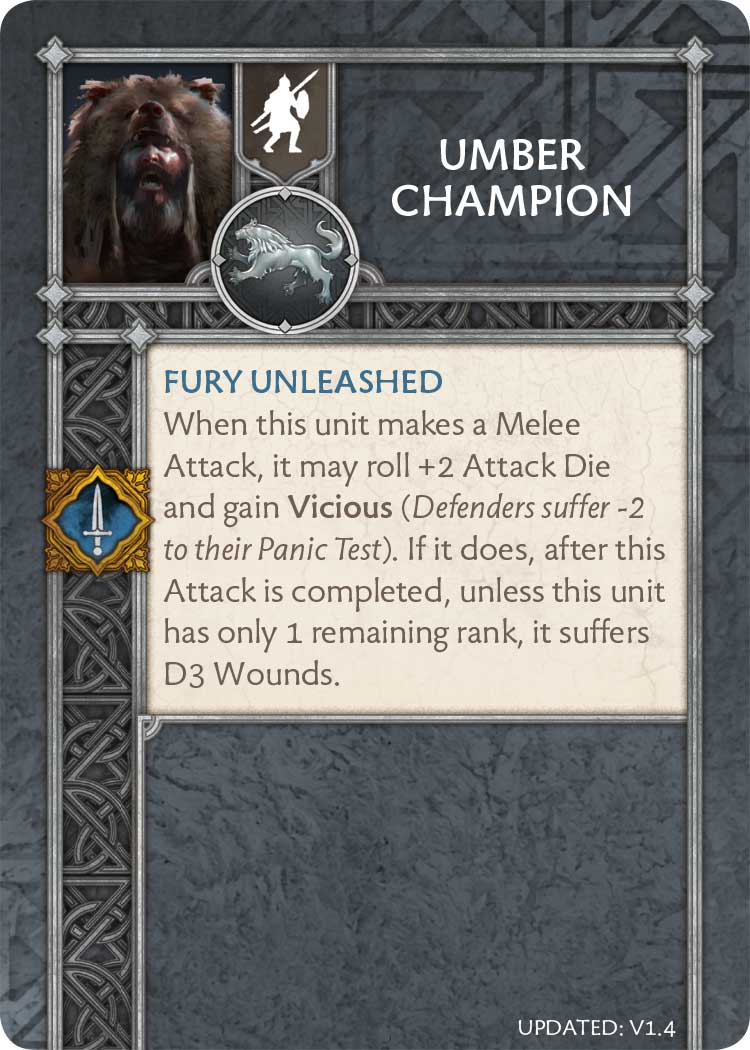 UMBER
CHAMPION
FURY UNLEASHED
When this unit makes a Melee
Attack, it may roll +2 Attack Die
and gain Vicious (Defenders suffer -2
to their Panic Test). If it does, after this
Attack is completed, unless this unit
has only 1 remaining rank, it suffers
D3 Wounds.
UPDATED: V1.4